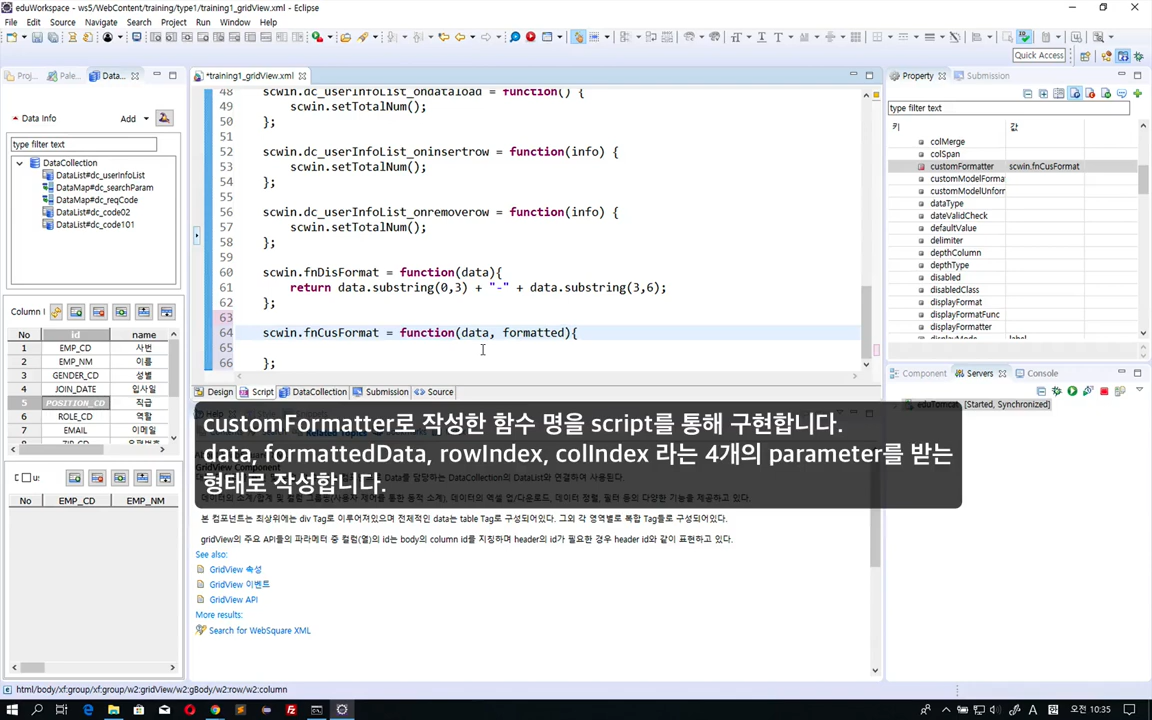 eduWorkspace - ws5/WebContent/training/type1/training1_gridView.xml - Eclipse
File Edit Source Navigate Search Project Run Window Help
Quick Access
Proj... Pale... Data...
*training1_gridView.xml
Property Submission
Data Info Add
type filter text
DataCollection
DataList#dc_userInfoList
DataMap#dc_searchParam
DataMap#dc_reqCode
DataList#dc_code02
DataList#dc_code101
48 scwin.dc_userInfoList_ondataload = function() {
49 scwin.setTotalNum();
50 };
51
52 scwin.dc_userInfoList_oninsertrow = function(info) {
53 scwin.setTotalNum();
54 };
55
56 scwin.dc_userInfoList_onremoverow = function(info) {
57 scwin.setTotalNum();
58 };
59
60 scwin.fnDisFormat = function(data){
61 return data.substring(0,3) + "-" + data.substring(3,6);
62 };
63
64 scwin.fnCusFormat = function(data, formatted){
65
66 };
type filter text
키 값
colMerge
colSpan
customFormatter scwin.fnCusFormat
customModelFormat
customModelUnform
dataType
dateValidCheck
defaultValue
delimiter
depthColumn
depthType
disabled
disabledClass
displayFormat
displayFormatFunc
displayFormatter
Column I
No id name
1 EMP_CD 사번
2 EMP_NM 이름
3 GENDER_CD 성별
4 JOIN_DATE 입사일
5 POSITION_CD 직급
6 ROLE_CD 역할
7 EMAIL 이메일
Design Script DataCollection Submission Source
Component Servers Console
[Started, Synchronized]
customFormatter로 작성한 함수 명을 script를 통해 구현합니다.
data, formattedData, rowIndex, colIndex 라는 4개의 parameter를 받는
형태로 작성합니다.
No EMP_CD EMP_NM
본 컴포넌트는 최상위에는 div Tag로 이루어져있으며 전체적인 data는 table Tag로 구성되어있다. 그외 각 영역별로 복합 Tag들로 구성되어있다.
gridView의 주요 API들의 파라메터 중 컬럼(열)의 id는 body의 column id를 지칭하며 header의 id가 필요한 경우 header id와 같이 표현하고 있다.
See also:
GridView 속성
GridView 이벤트
GridView API
More results:
Search for WebSquare XML
html/body/xf:group/xf:group/w2:gridView/w2:gBody/w2:row/w2:column
오전 10:35